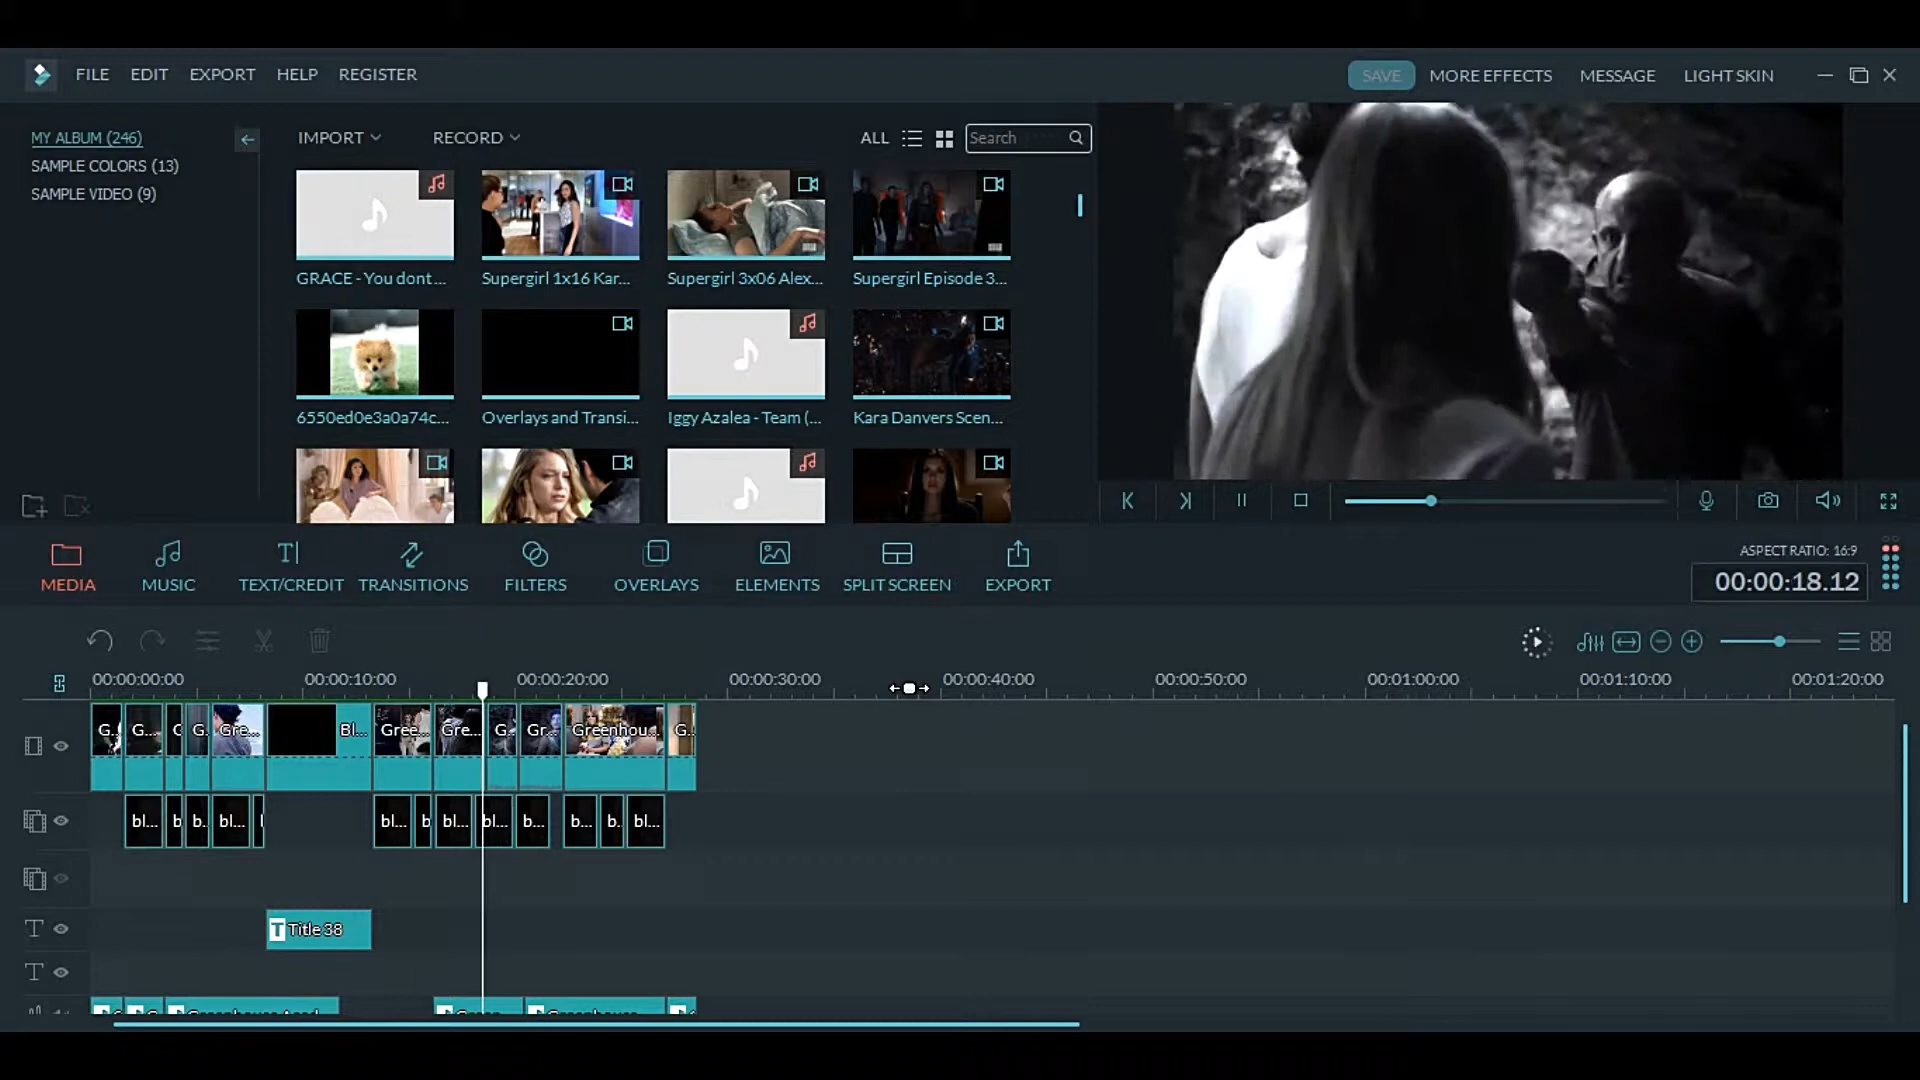 FILE EDIT EXPORT HELP REGISTER SAVE MORE EFFECTS MESSAGE LIGHT SKIN
MY ALBUM (246)
SAMPLE COLORS (13)
SAMPLE VIDEO (9)
IMPORT RECORD ALL Search
GRACE - You dont... Supergirl 1x16 Kar... Supergirl 3x06 Alex... Supergirl Episode 3...
6550ed0e3a0a74c... Overlays and Transi... Iggy Azalea - Team (... Kara Danvers Scen...
MEDIA MUSIC TEXT/CREDIT TRANSITIONS FILTERS OVERLAYS ELEMENTS SPLIT SCREEN EXPORT
ASPECT RATIO: 16:9
00:00:18.12
00:00:00:00 00:00:10:00 00:00:20:00 00:00:30:00 00:00:40:00 00:00:50:00 00:01:00:00 00:01:10:00 00:01:20:00
G.. G... G G. Gre... Bl... Gree... Gre... G.. Gr... Greenhou... G.
bl... b b. bl... bl... b bl... bl... b... b... b. bl...
T Title 38